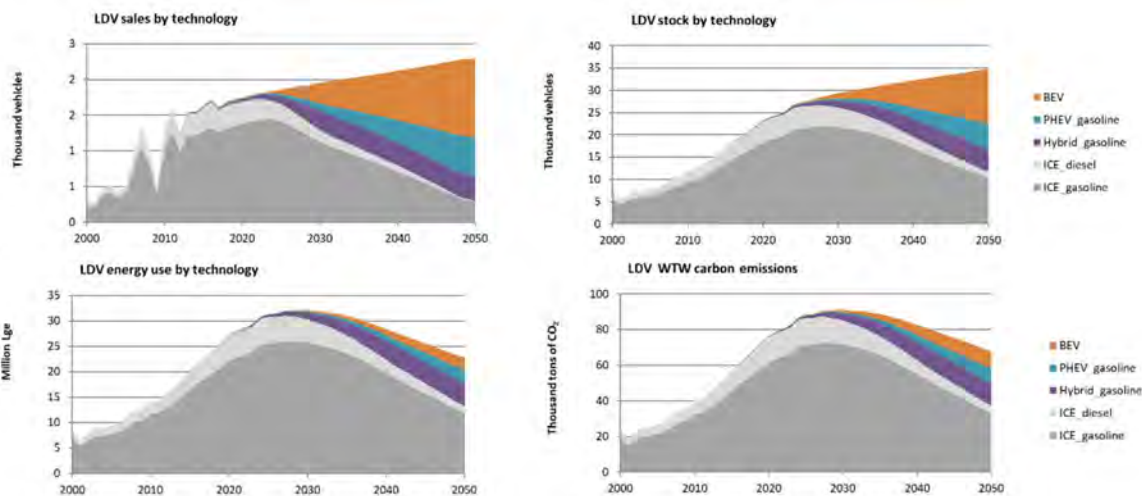 LDV sales by technology
Thousand vehicles
3
2
2
1
1
0
2000 2010 2020 2030 2040 2050
LDV stock by technology
Thousand vehicles
40
35
30
25
20
15
10
5
0
2000 2010 2020 2030 2040 2050
BEV
PHEV_gasoline
Hybrid_gasoline
ICE_diesel
ICE_gasoline
LDV energy use by technology
Million Lge
35
30
25
20
15
10
5
0
2000 2010 2020 2030 2040 2050
LDV WTW carbon emissions
Thousand tons of CO₂
100
80
60
40
20
0
2000 2010 2020 2030 2040 2050
BEV
PHEV_gasoline
Hybrid_gasoline
ICE_diesel
ICE_gasoline